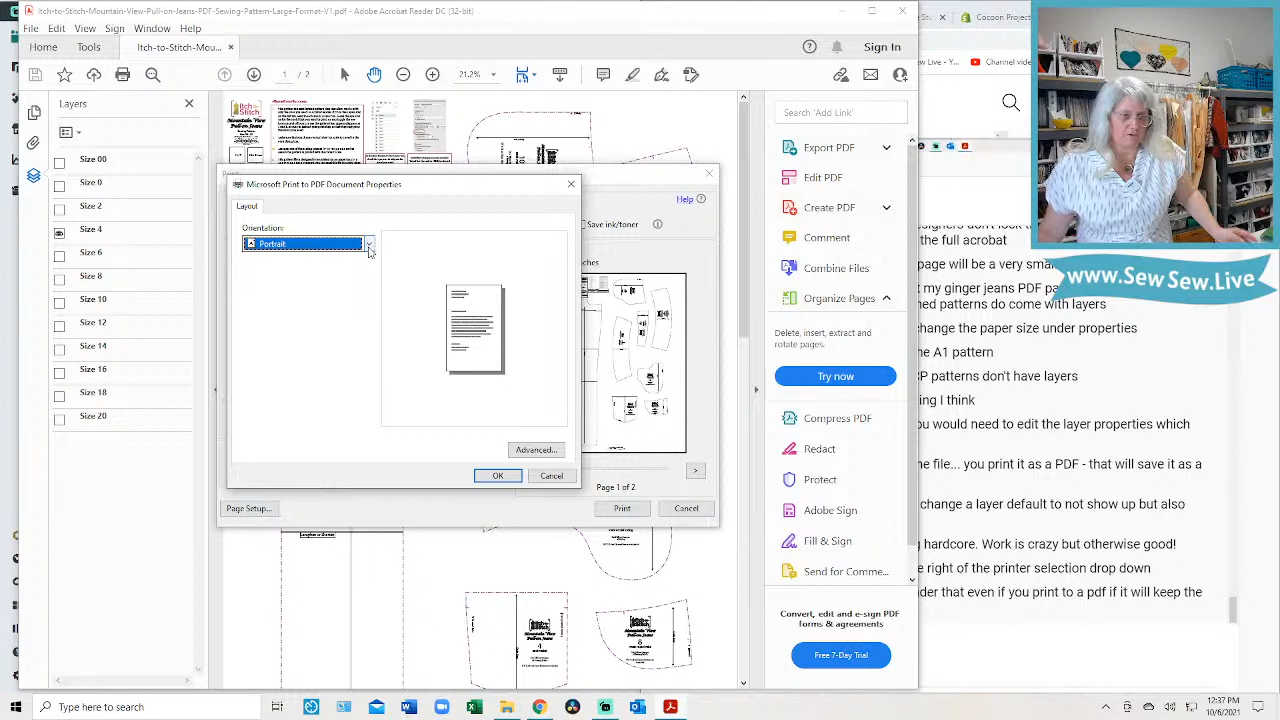 Itch-to-Stitch-Mountain-View-Pull-on-Jeans-PDF-Sewing-Pattern-Large-Format-V1.pdf - Adobe Acrobat Reader DC (32-bit)
File Edit View Sign Window Help
Home Tools Itch-to-Stitch-Mou... × Sign In
1 / 2 21.2%
Layers
Size 0
Size 2
Size 4
Size 6
Size 8
Size 10
Size 12
Size 14
Size 16
Size 18
Size 20
Microsoft Print to PDF Document Properties
Layout
Orientation:
Portrait
Advanced...
OK Cancel
Help
Save ink/toner
Page 1 of 2
Page Setup... Print Cancel
Search 'Add Link'
Export PDF
Edit PDF
Create PDF
Comment
Combine Files
Organize Pages
Delete, insert, extract and
rotate pages.
Try now
Compress PDF
Redact
Protect
Adobe Sign
Fill & Sign
Send for Comme...
Convert, edit and e-sign PDF
forms & agreements
Free 7-Day Trial
Cocoon Project
Channel video
www.SewSew.Live
the full acrobat
page will be a very sma
t my ginger jeans PDF pa
ned patterns do come with layers
change the paper size under properties
ne A1 pattern
P patterns don't have layers
ing I think
ou would need to edit the layer properties which
ne file... you print it as a PDF - that will save it as a
change a layer default to not show up but also
g hardcore. Work is crazy but otherwise good!
e right of the printer selection drop down
der that even if you print to a pdf if it will keep the
Type here to search
12:37 PM
10/6/2021